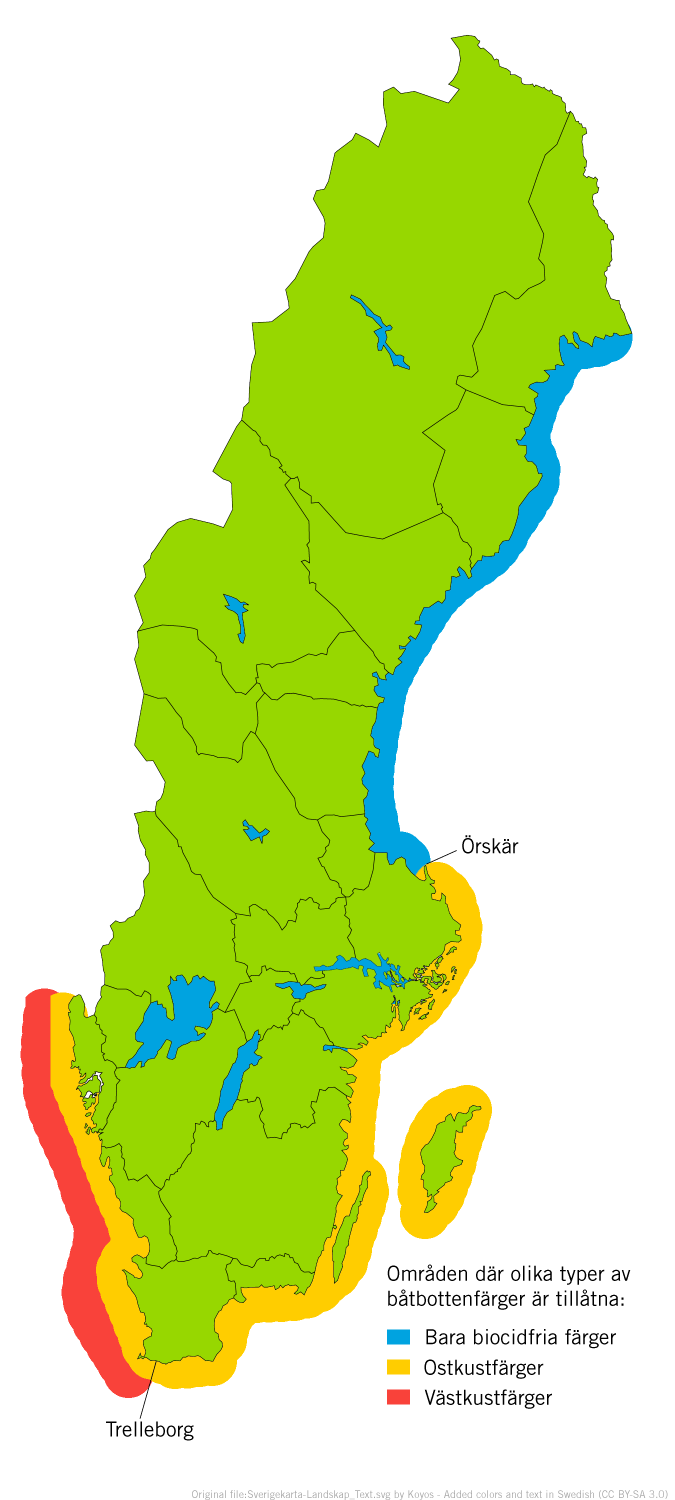 Örskär
Områden där olika typer av
båtbottenfärger är tillåtna:
Bara biocidfria färger
Ostkustfärger
Västkustfärger
Trelleborg
Original file:Sverigekarta-Landskap_Text.svg by Koyos - Added colors and text in Swedish (CC BY-SA 3.0)